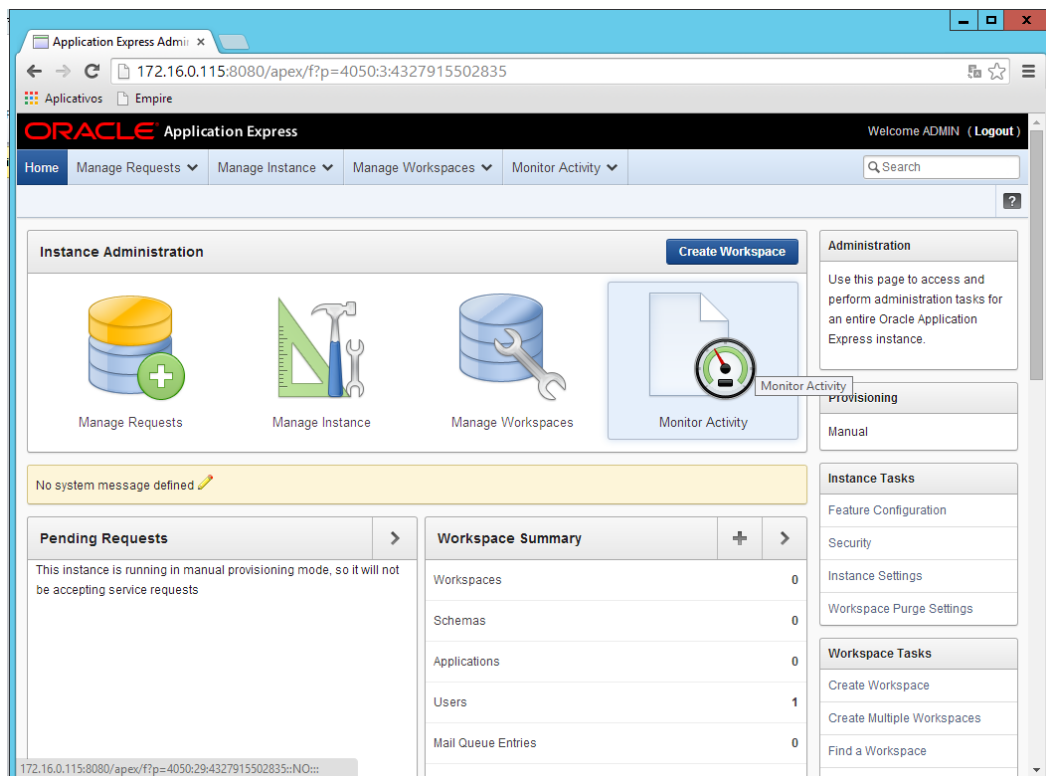 Application Express Admi
172.16.0.115:8080/apex/f?p=4050:3:4327915502835
Aplicativos Empire
ORACLE Application Express
Welcome ADMIN ( Logout )
Home Manage Requests Manage Instance Manage Workspaces Monitor Activity Search
?
Instance Administration
Create Workspace
Manage Requests
Manage Instance
Manage Workspaces
Monitor Activity
Monitor Activity
No system message defined
Pending Requests
This instance is running in manual provisioning mode, so it will not
be accepting service requests
Workspace Summary
Workspaces 0
Schemas 0
Applications 0
Users 1
Mail Queue Entries 0
Administration
Use this page to access and
perform administration tasks for
an entire Oracle Application
Express instance.
Provisioning
Manual
Instance Tasks
Feature Configuration
Security
Instance Settings
Workspace Purge Settings
Workspace Tasks
Create Workspace
Create Multiple Workspaces
Find a Workspace
172.16.0.115:8080/apex/f?p=4050:29:4327915502835::NO:::